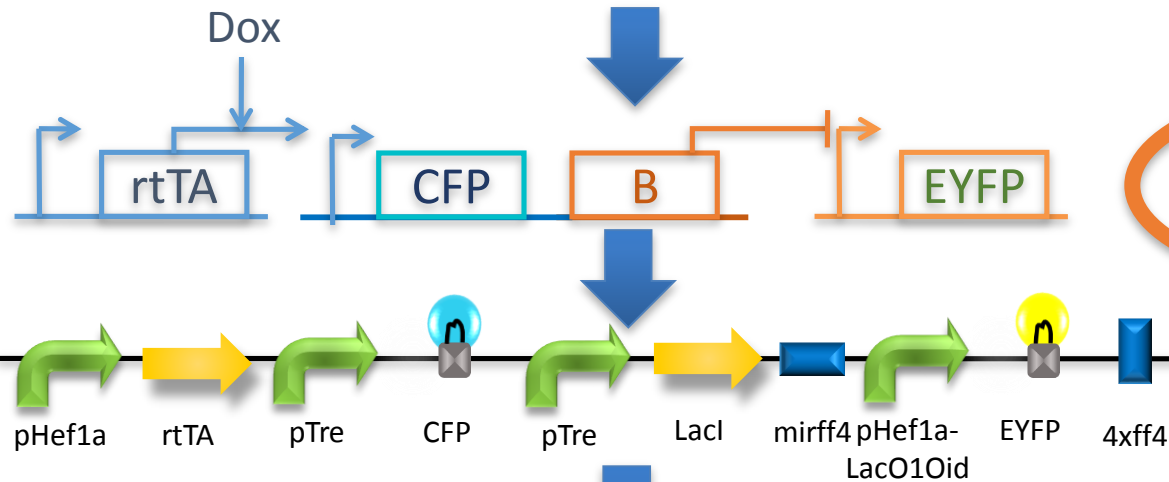 Dox
rtTA
CFP
B
EYFP
pHef1a
rtTA
pTre
CFP
pTre
LacI
mirff4
pHef1a-
LacO1Oid
EYFP
4xff4